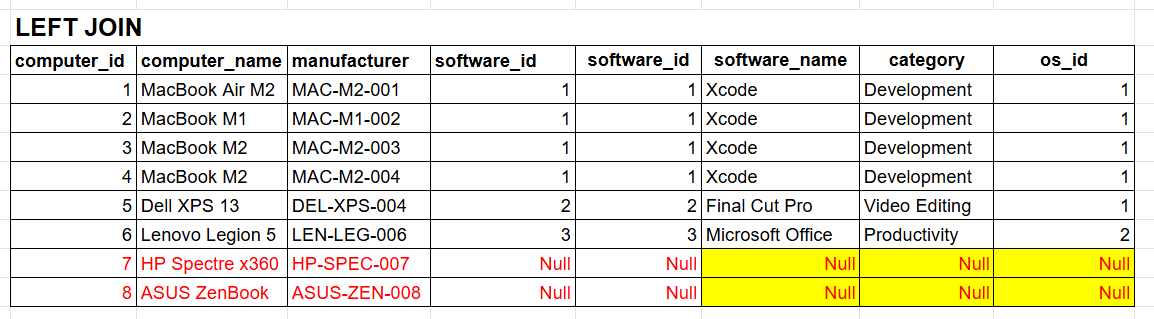 LEFT JOIN
computer_id computer_name manufacturer software_id software_id software_name category os_id
1 MacBook Air M2 MAC-M2-001 1 1 Xcode Development 1
2 MacBook M1 MAC-M1-002 1 1 Xcode Development 1
3 MacBook M2 MAC-M2-003 1 1 Xcode Development 1
4 MacBook M2 MAC-M2-004 1 1 Xcode Development 1
5 Dell XPS 13 DEL-XPS-004 2 2 Final Cut Pro Video Editing 1
6 Lenovo Legion 5 LEN-LEG-006 3 3 Microsoft Office Productivity 2
7 HP Spectre x360 HP-SPEC-007 Null Null Null Null Null
8 ASUS ZenBook ASUS-ZEN-008 Null Null Null Null Null